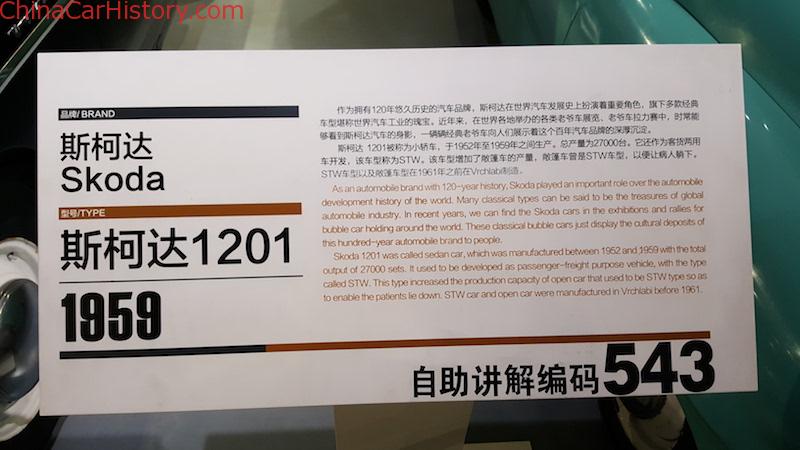 ChinaCarHistory.com
品牌/ BRAND
斯柯达
Skoda
型号/TYPE
斯柯达1201
1959
作为拥有120年悠久历史的汽车品牌，斯柯达在世界汽车发展史上扮演着重要角色，旗下多款经典
车型堪称世界汽车工业的瑰宝。近年来，在世界各地举办的各类老爷车展览、老爷车拉力赛中，时常能
够看到斯柯达汽车的身影，一辆辆经典老爷车向人们展示着这个百年汽车品牌的深厚沉淀。
斯柯达 1201被称为小轿车，于1952年至1959年之间生产。总产量为27000台。它还作为客货两用
车开发，该车型称为STW。该车型增加了敞篷车的产量，敞篷车曾是STW车型，以便让病人躺下。
STW车型以及敞篷车型在1961年之前在Vrchlabi制造。
As an automobile brand with 120-year history, Skoda played an important role over the automobile
development history of the world. Many classical types can be said to be the treasures of global
automobile industry. In recent years, we can find the Skoda cars in the exhibitions and rallies for
bubble car holding around the world. These classical bubble cars just display the cultural deposits of
this hundred-year automobile brand to people.
Skoda 1201 was called sedan car, which was manufactured between 1952 and 1959 with the total
output of 27000 sets. It used to be developed as passenger-freight purpose vehicle, with the type
called STW. This type increased the production capacity of open car that used to be STW type so as
to enable the patients lie down. STW car and open car were manufactured in Vrchlabi before 1961.
自助讲解编码543